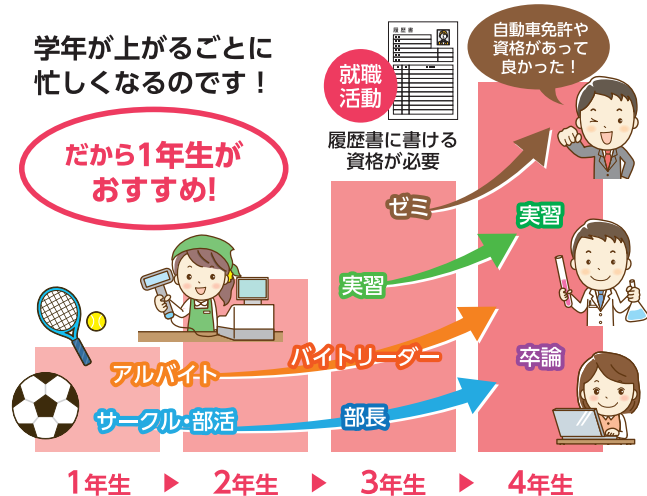 学年が上がるごとに
忙しくなるのです！
だから1年生が
おすすめ!
就職
活動
履歴書
履歴書に書ける
資格が必要
自動車免許や
資格があって
良かった！
ゼミ
実習
実習
アルバイト
バイトリーダー
卒論
サークル・部活
部長
1年生
2年生
3年生
4年生